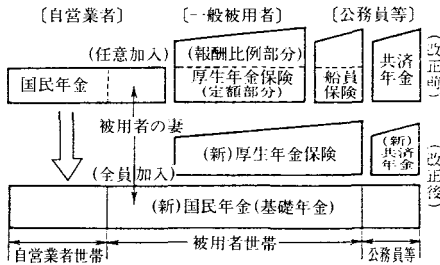 〔自営業者〕 〔一般被用者〕 〔公務員等〕
(任意加入)
国民年金
(報酬比例部分)
厚生年金保険
(定額部分)
船員
保険
共済
年金
(改正前)
被用者の妻
(新)厚生年金保険
(新)
共済
年金
(全員加入)
(新)国民年金(基礎年金)
(改正後)
自営業者世帯 被用者世帯 公務員等